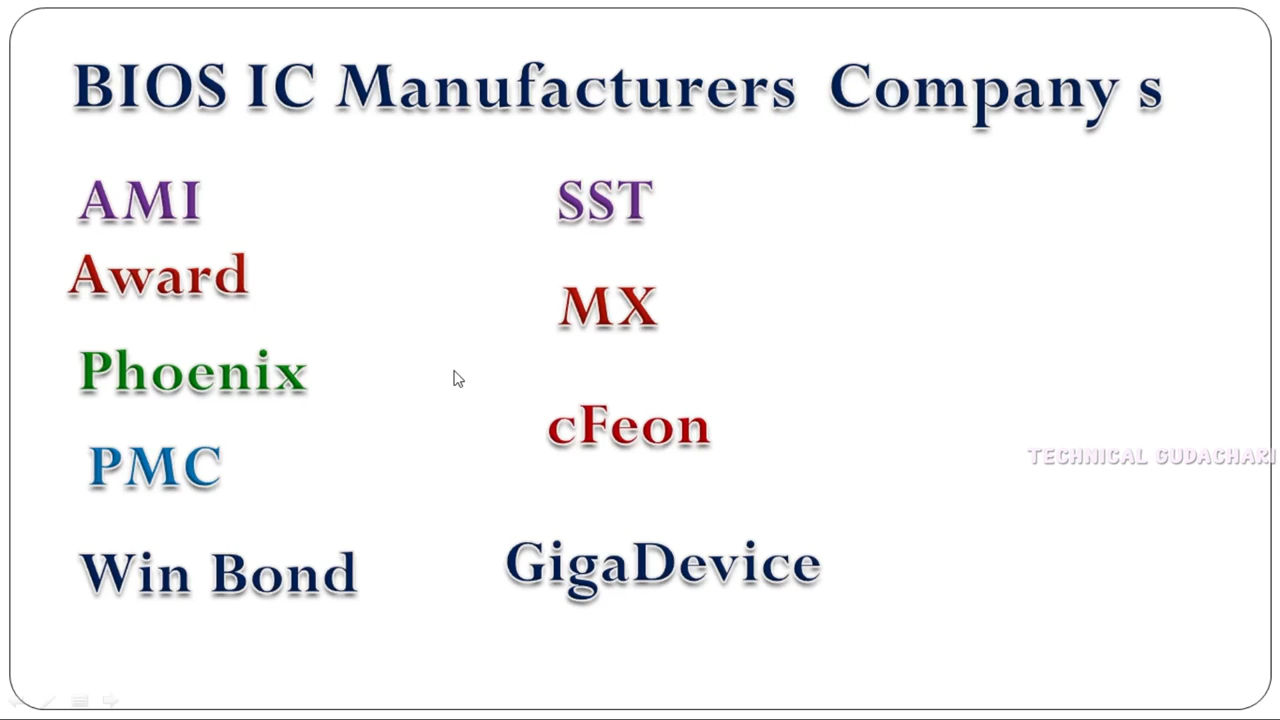 BIOS IC Manufacturers Company s
AMI
Award
Phoenix
PMC
Win Bond
SST
MX
cFeon
GigaDevice
TECHNICAL GUDACHARI